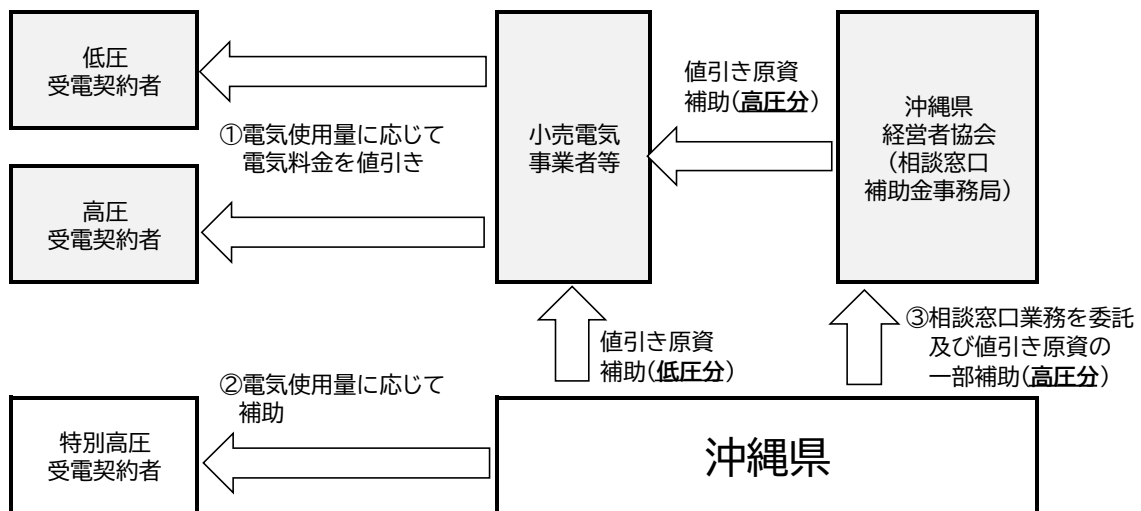 低圧
受電契約者
①電気使用量に応じて
電気料金を値引き
高圧
受電契約者
小売電気
事業者等
値引き原資
補助(高圧分)
沖縄県
経営者協会
(相談窓口
補助金事務局)
値引き原資
補助(低圧分)
③相談窓口業務を委託
及び値引き原資の
一部補助(高圧分)
②電気使用量に応じて
補助
特別高圧
受電契約者
沖縄県